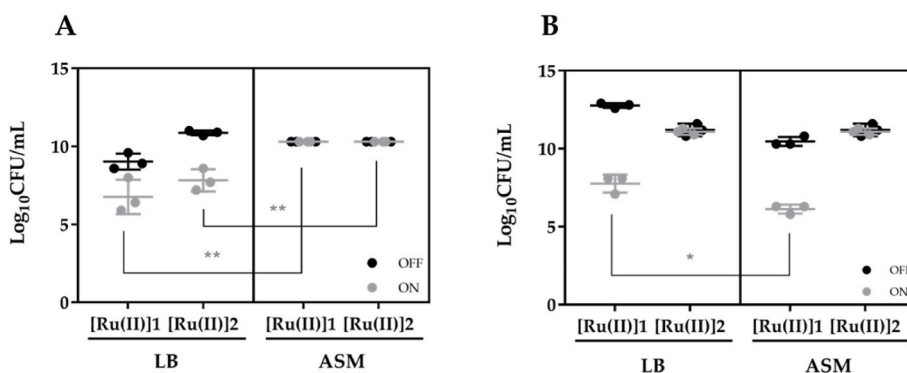 A
Log10CFU/mL
15
10
5
0
**
**
OFF
ON
[Ru(II)]1 [Ru(II)]2 [Ru(II)]1 [Ru(II)]2
LB ASM
B
Log10CFU/mL
15
10
5
0
*
OFF
ON
[Ru(II)]1 [Ru(II)]2 [Ru(II)]1 [Ru(II)]2
LB ASM